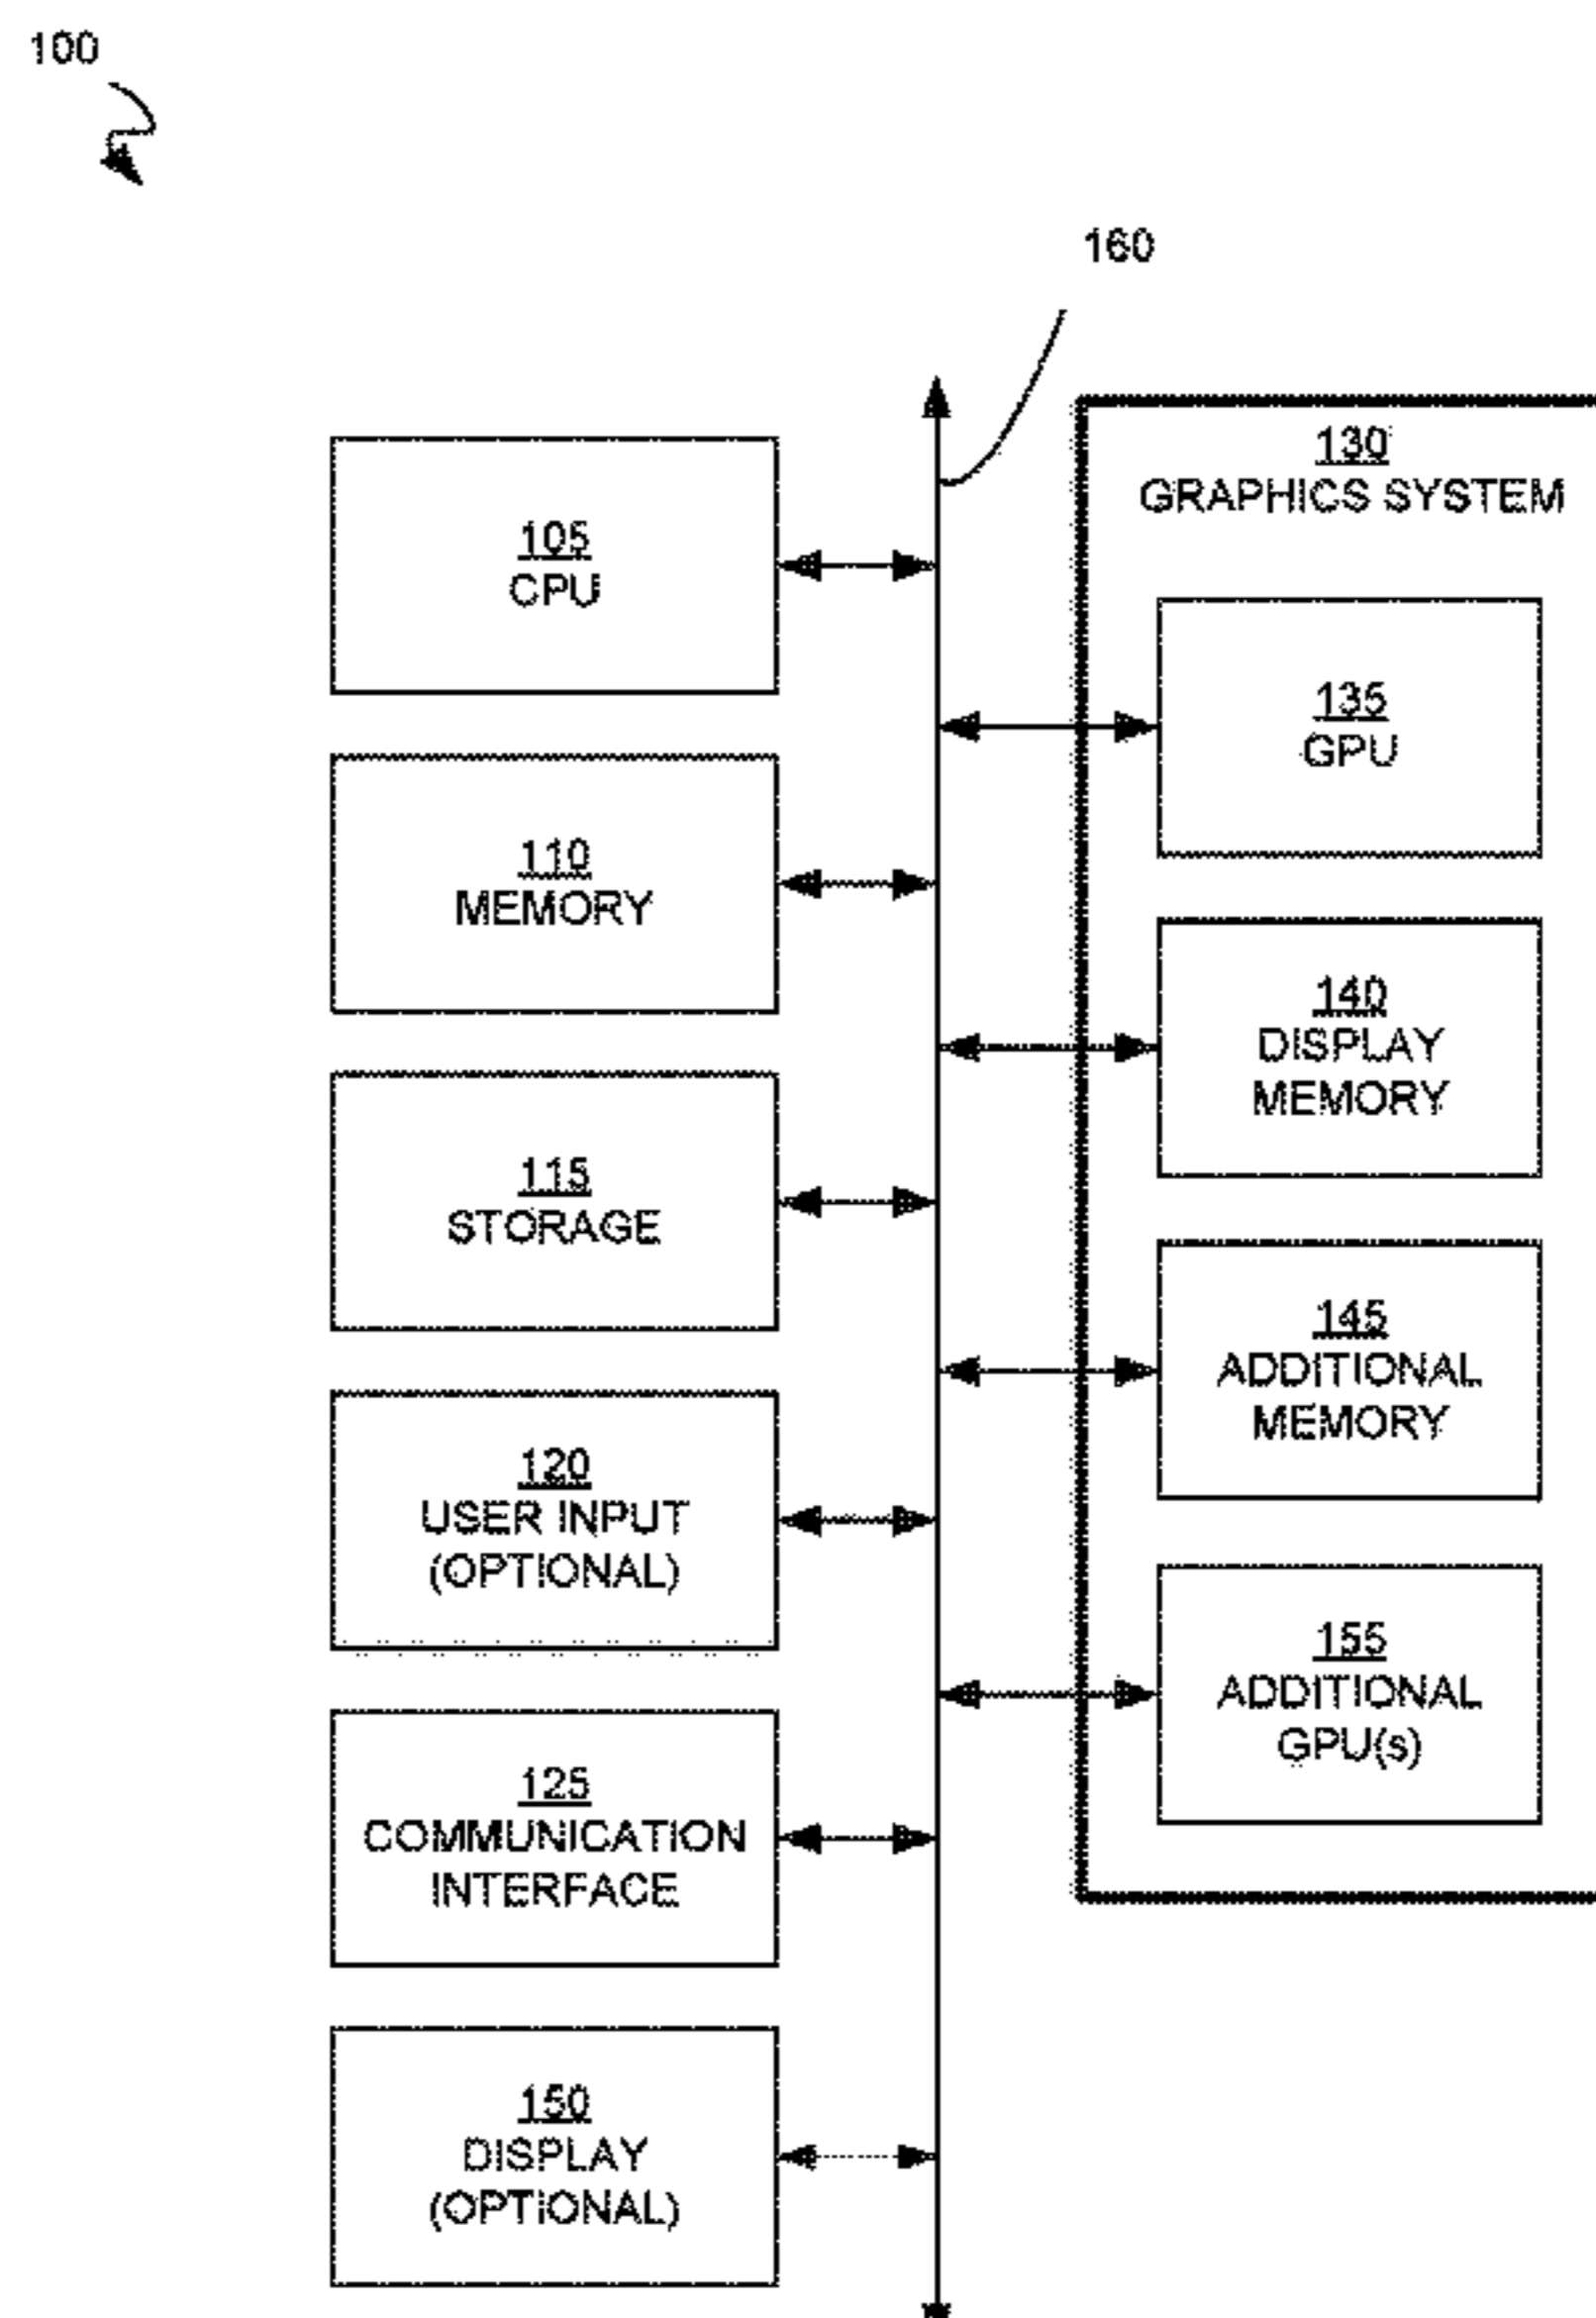 100
160
105
CPU
110
MEMORY
115
STORAGE
120
USER INPUT
(OPTIONAL)
125
COMMUNICATION
INTERFACE
150
DISPLAY
(OPTIONAL)
130
GRAPHICS SYSTEM
135
GPU
140
DISPLAY
MEMORY
145
ADDITIONAL
MEMORY
155
ADDITIONAL
GPU(s)